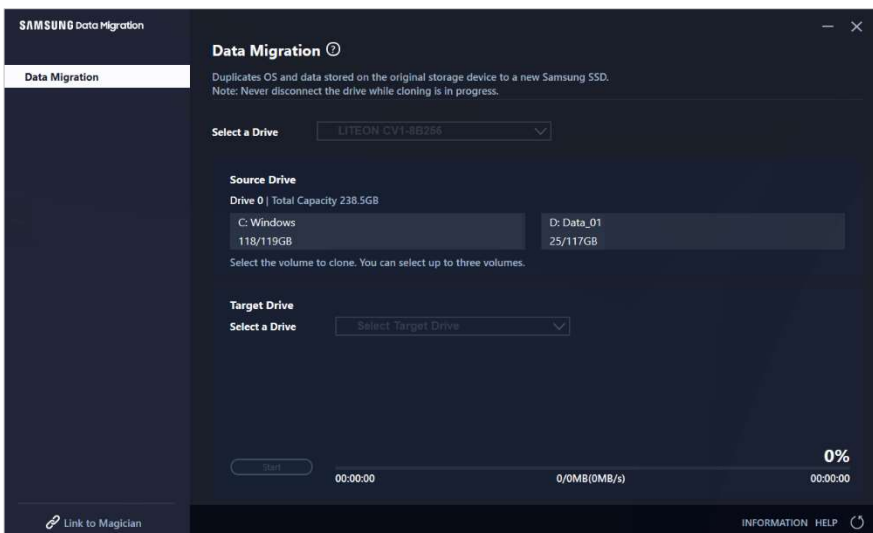 SAMSUNG Data Migration
Data Migration
Data Migration ?
Duplicates OS and data stored on the original storage device to a new Samsung SSD.
Note: Never disconnect the drive while cloning is in progress.
Select a Drive
LITEON CV1-8B256
Source Drive
Drive 0 | Total Capacity 238.5GB
C: Windows
118/119GB
D: Data_01
25/117GB
Select the volume to clone. You can select up to three volumes.
Target Drive
Select a Drive
Select Target Drive
Start
0%
00:00:00
0/0MB(0MB/s)
00:00:00
Link to Magician
INFORMATION HELP